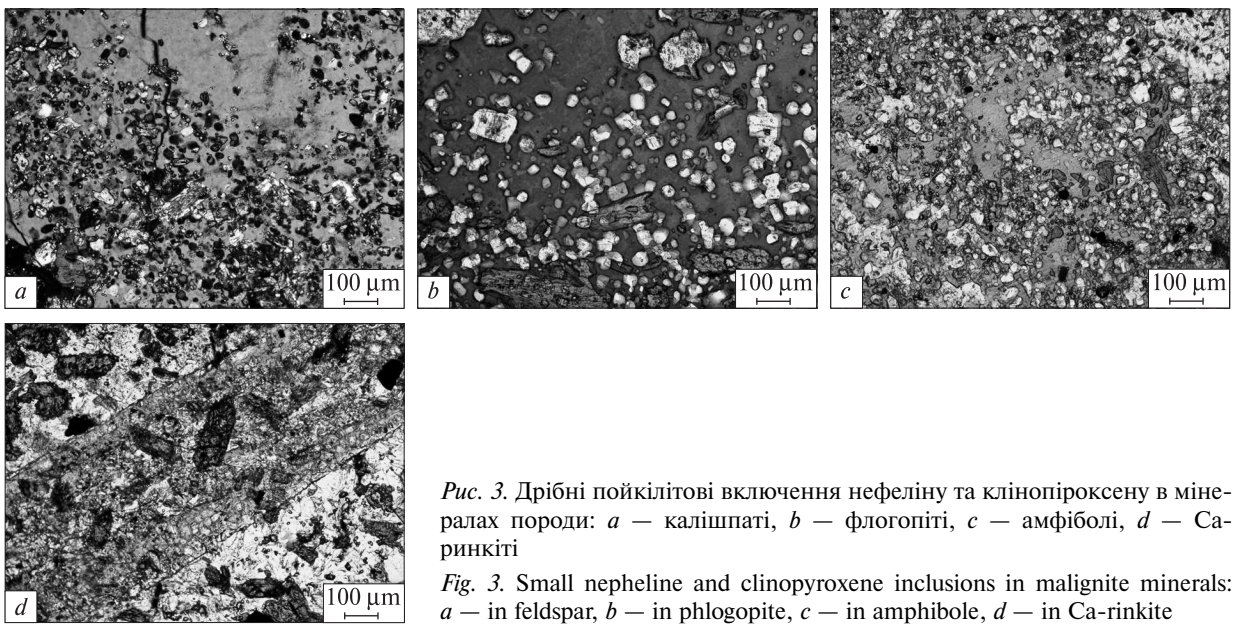 a
100 µm
b
100 µm
c
100 µm
d
100 µm
Рис. 3. Дрібні пойкілітові включення нефеліну та клінопіроксену в міне-
ралах породи: a — калішпаті, b — флогопіті, c — амфіболі, d — Ca-
ринкіті
Fig. 3. Small nepheline and clinopyroxene inclusions in malignite minerals:
a — in feldspar, b — in phlogopite, c — in amphibole, d — in Ca-rinkite